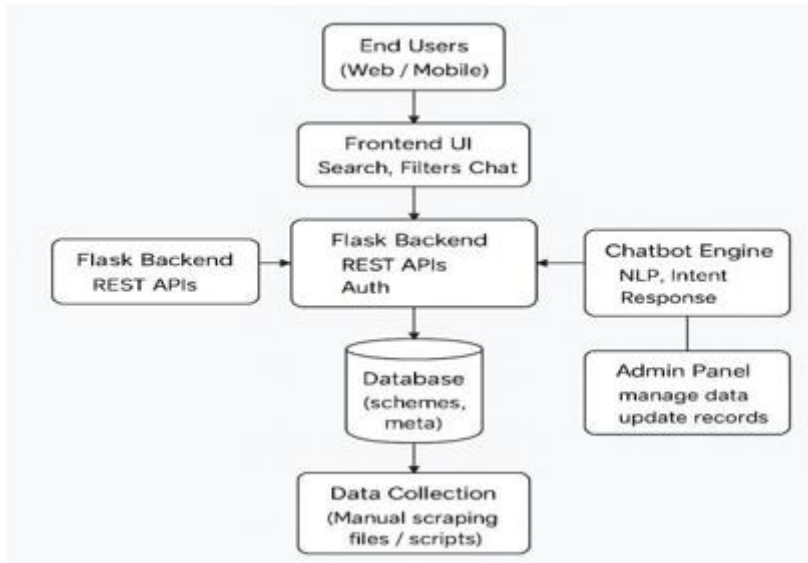 End Users
(Web / Mobile)
Frontend UI
Search, Filters Chat
Flask Backend
REST APIs
Flask Backend
REST APIs
Auth
Chatbot Engine
NLP, Intent
Response
Database
(schemes,
meta)
Admin Panel
manage data
update records
Data Collection
(Manual scraping
files / scripts)